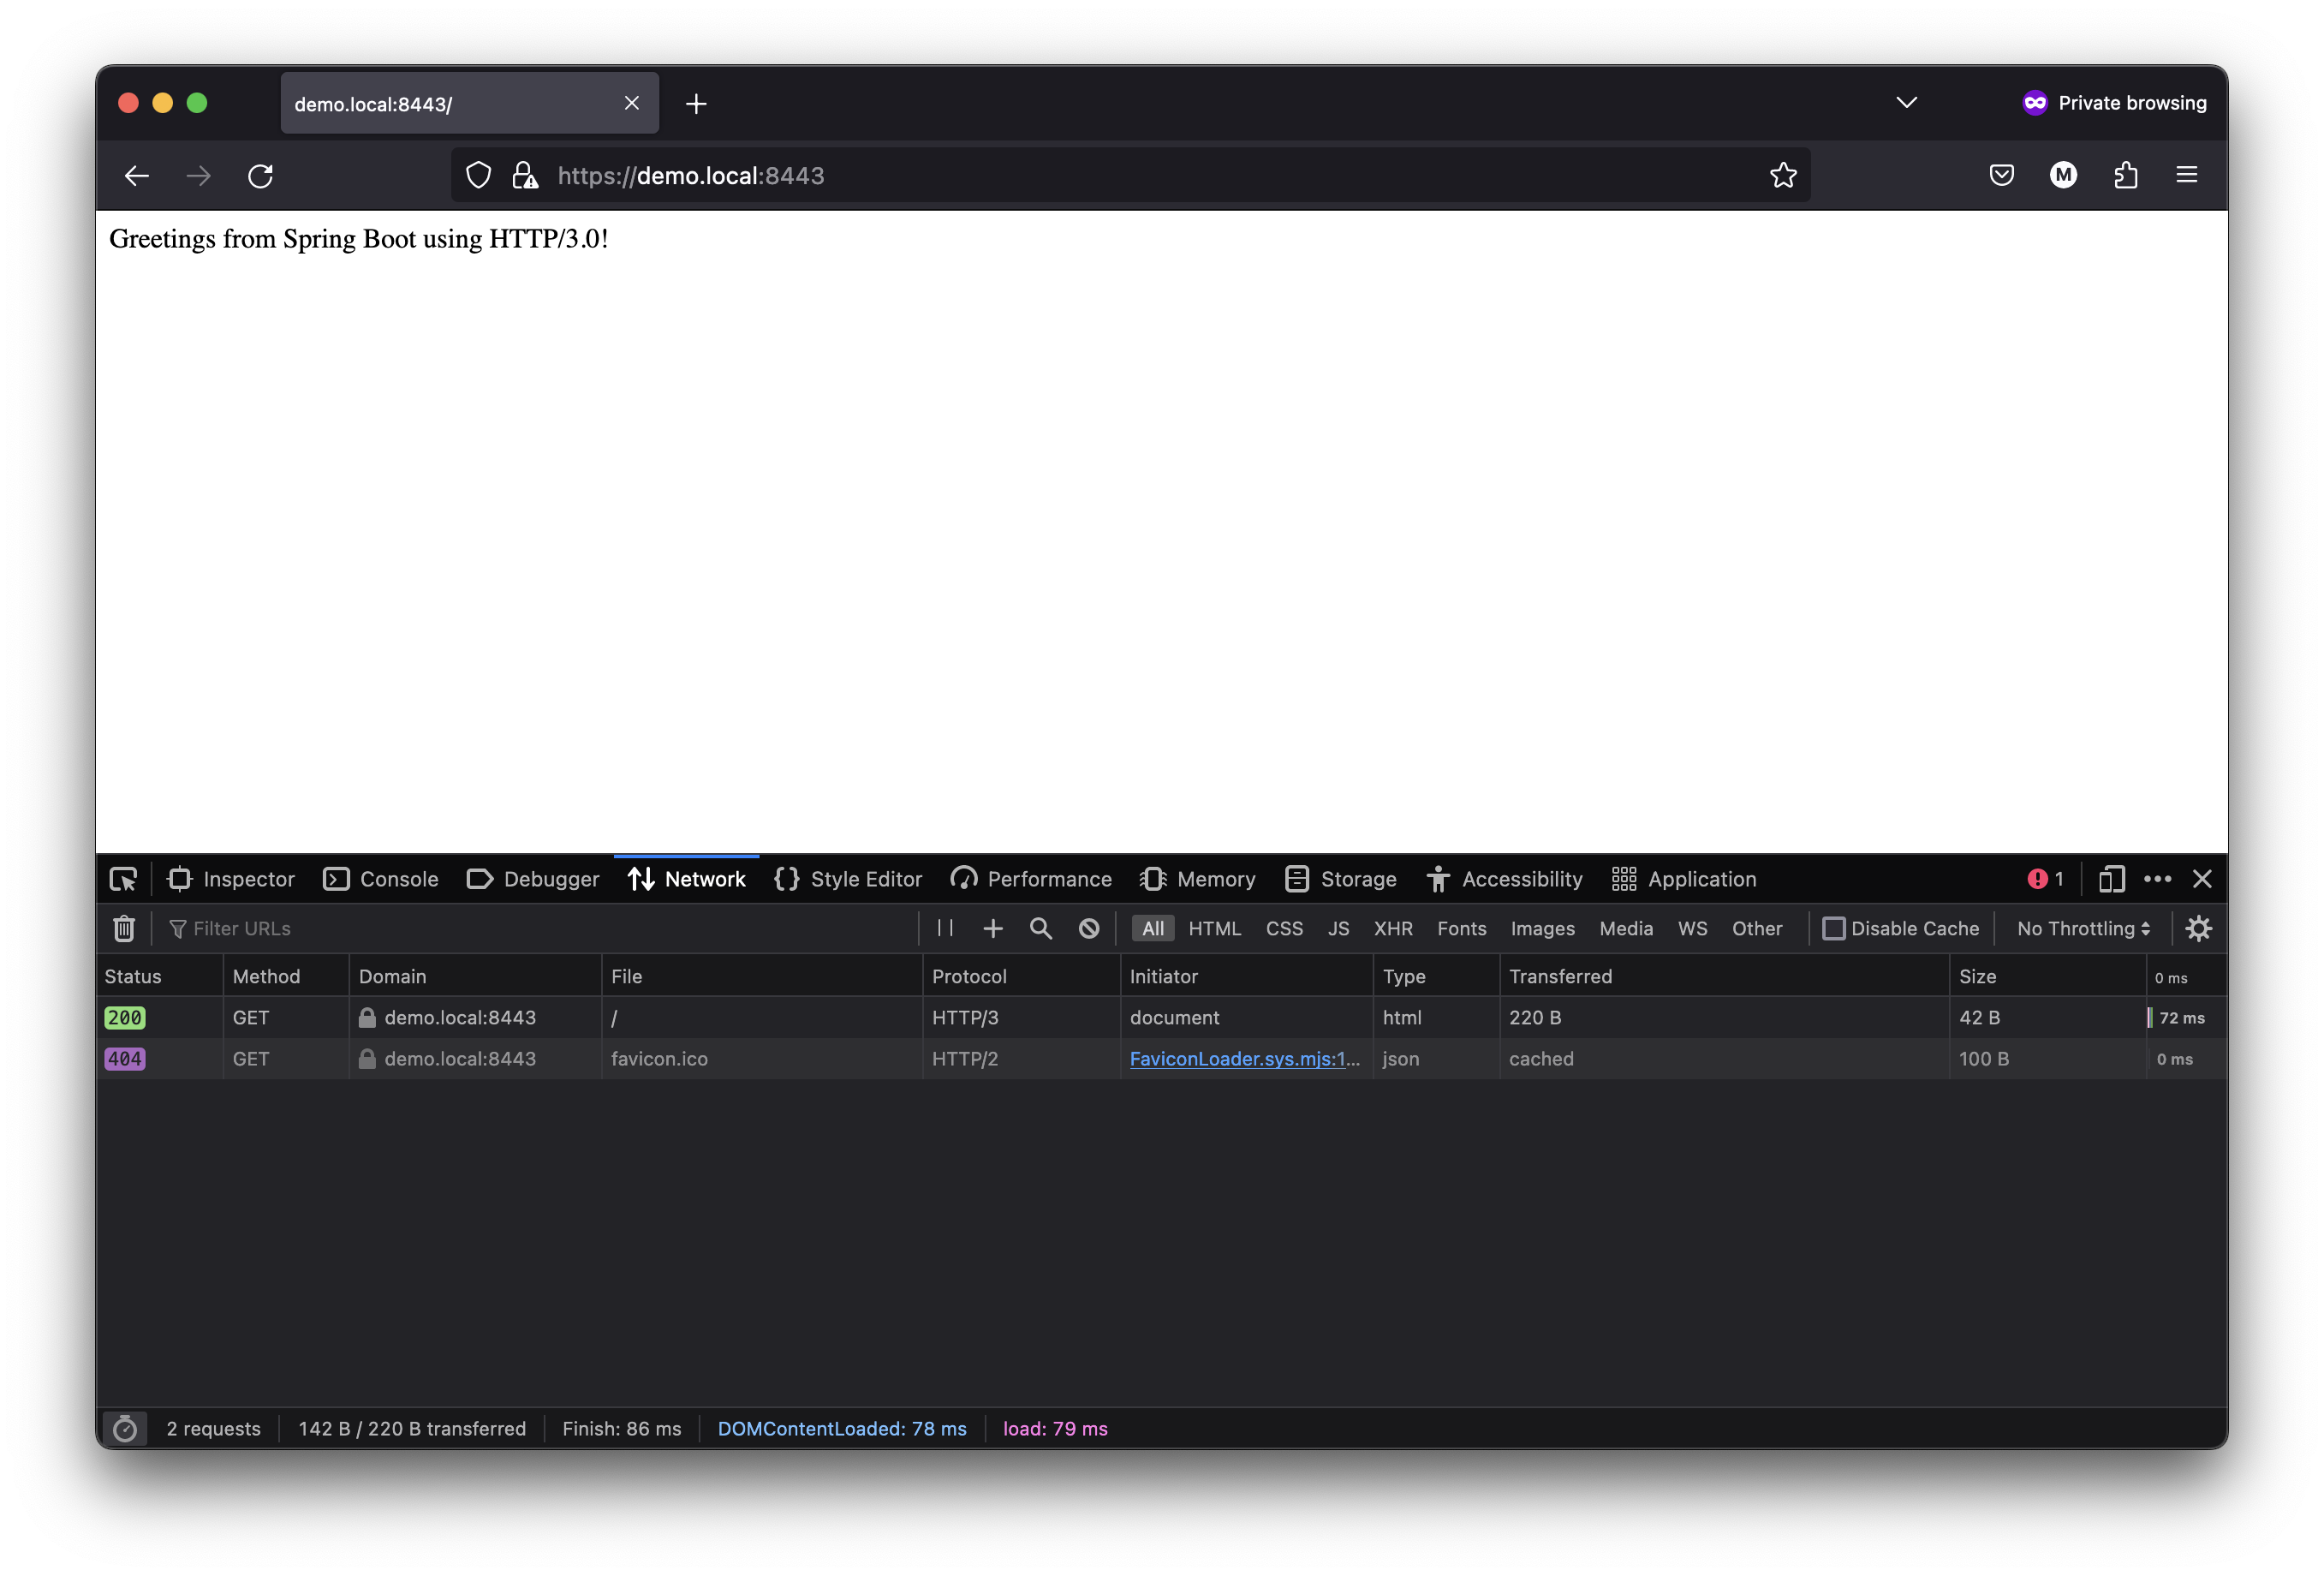 demo.local:8443/
Private browsing
https://demo.local:8443
M
Greetings from Spring Boot using HTTP/3.0!
Inspector Console Debugger Network Style Editor Performance Memory Storage Accessibility Application 1
Filter URLs All HTML CSS JS XHR Fonts Images Media WS Other Disable Cache No Throttling
Status Method Domain File Protocol Initiator Type Transferred Size 0 ms
200 GET demo.local:8443 / HTTP/3 document html 220 B 42 B 72 ms
404 GET demo.local:8443 favicon.ico HTTP/2 FaviconLoader.sys.mjs:1... json cached 100 B 0 ms
2 requests 142 B / 220 B transferred Finish: 86 ms DOMContentLoaded: 78 ms load: 79 ms